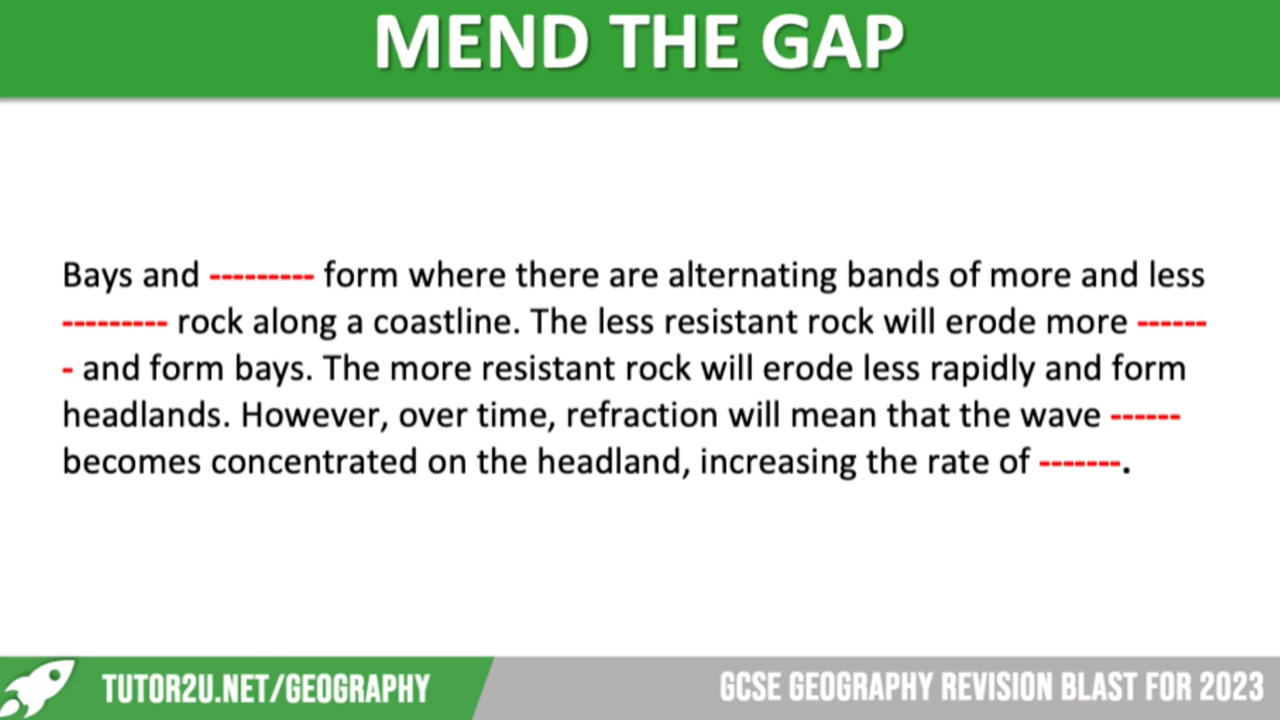 MEND THE GAP
Bays and --------- form where there are alternating bands of more and less
--------- rock along a coastline. The less resistant rock will erode more ------
- and form bays. The more resistant rock will erode less rapidly and form
headlands. However, over time, refraction will mean that the wave ------
becomes concentrated on the headland, increasing the rate of -------.
TUTOR2U.NET/GEOGRAPHY
GCSE GEOGRAPHY REVISION BLAST FOR 2023